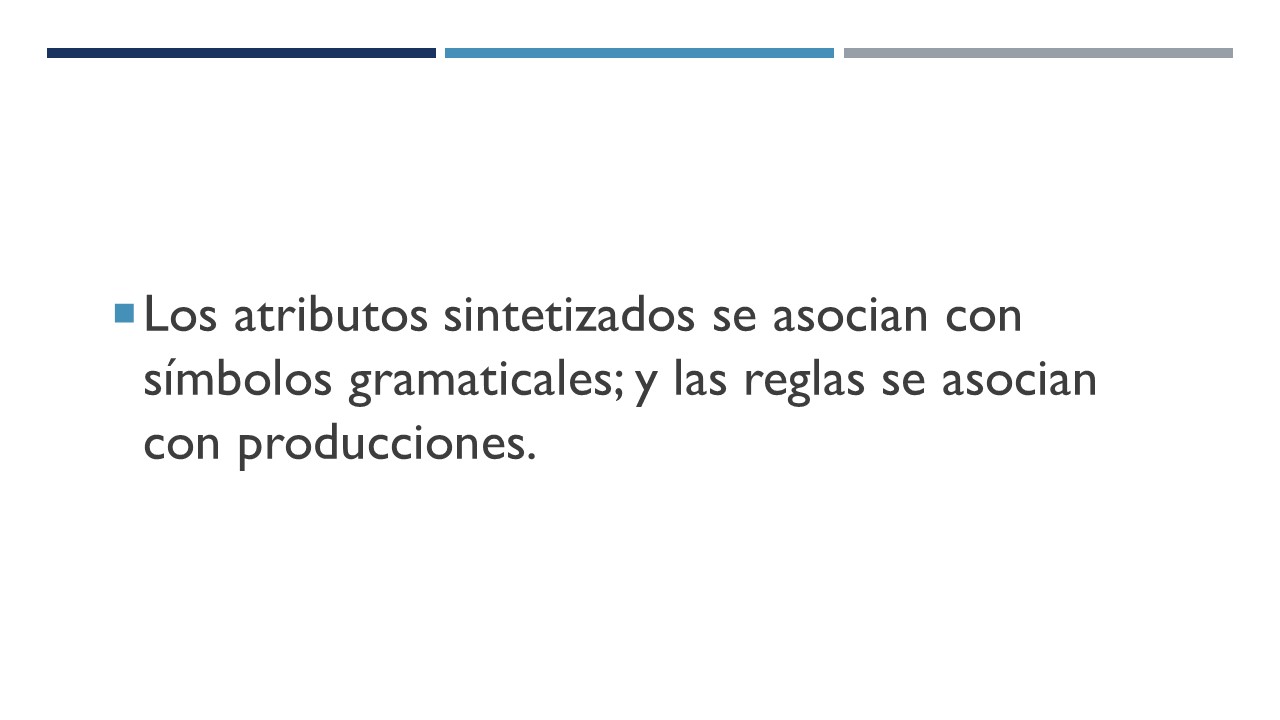 Los atributos sintetizados se asocian con
símbolos gramaticales; y las reglas se asocian
con producciones.